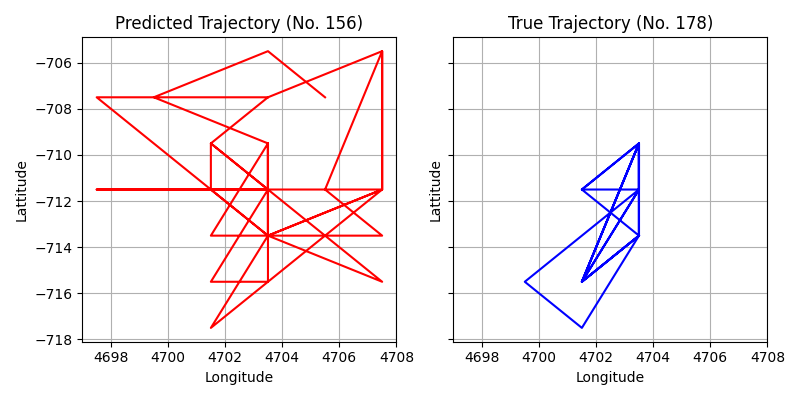 Predicted Trajectory (No. 156)
True Trajectory (No. 178)
−706
−708
−710
−712
−714
−716
−718
Lattitude
Lattitude
4698 4700 4702 4704 4706 4708
4698 4700 4702 4704 4706 4708
Longitude
Longitude